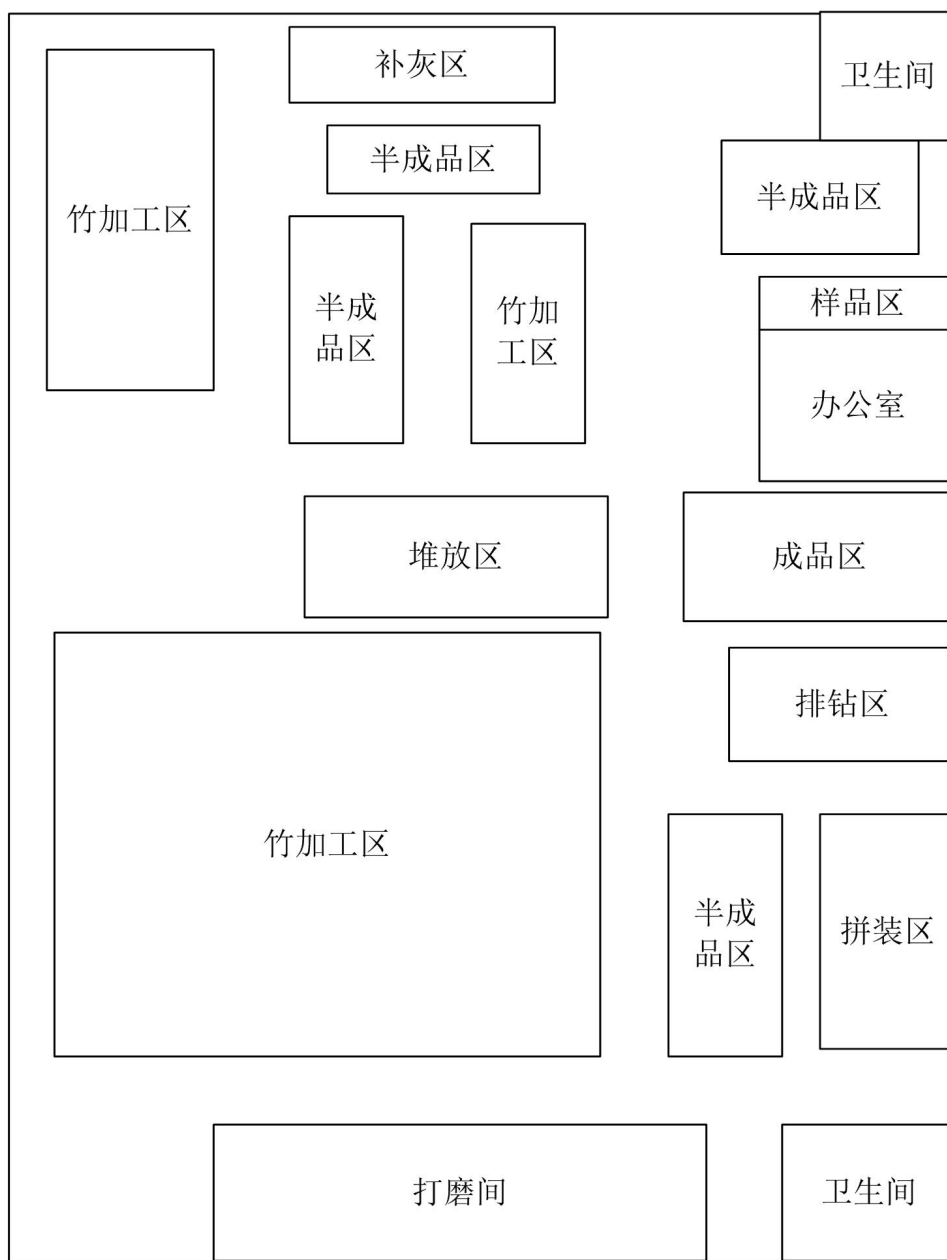 补灰区
卫生间
半成品区
半成品区
竹加工区
半成
品区
竹加
工区
样品区
办公室
堆放区
成品区
排钻区
竹加工区
半成
品区
拼装区
打磨间
卫生间